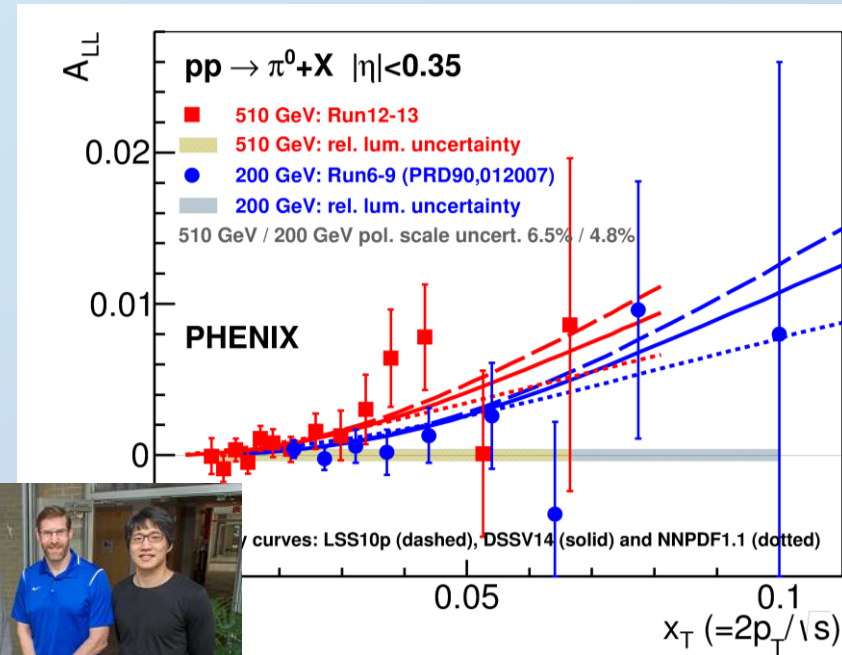 A_LL
pp → π⁰+X |η|<0.35
510 GeV: Run12-13
510 GeV: rel. lum. uncertainty
200 GeV: Run6-9 (PRD90,012007)
200 GeV: rel. lum. uncertainty
510 GeV / 200 GeV pol. scale uncert. 6.5% / 4.8%
0.02
0.01
PHENIX
0
y curves: LSS10p (dashed), DSSV14 (solid) and NNPDF1.1 (dotted)
0.05
0.1
x_T (=2p_T/√s)